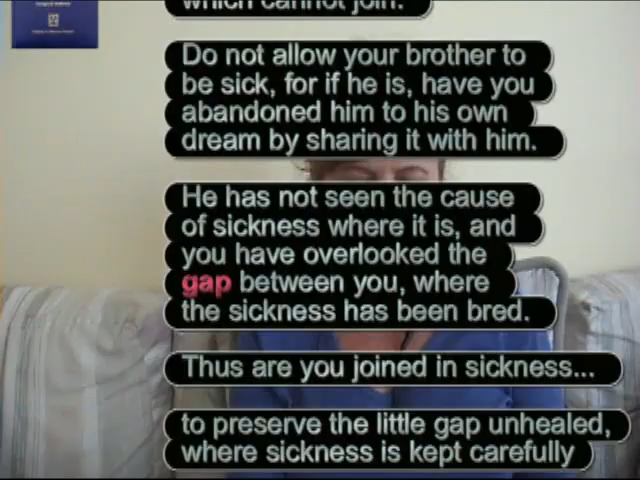 which cannot join.
Do not allow your brother to
be sick, for if he is, have you
abandoned him to his own
dream by sharing it with him.
He has not seen the cause
of sickness where it is, and
you have overlooked the
gap between you, where
the sickness has been bred.
Thus are you joined in sickness...
to preserve the little gap unhealed,
where sickness is kept carefully